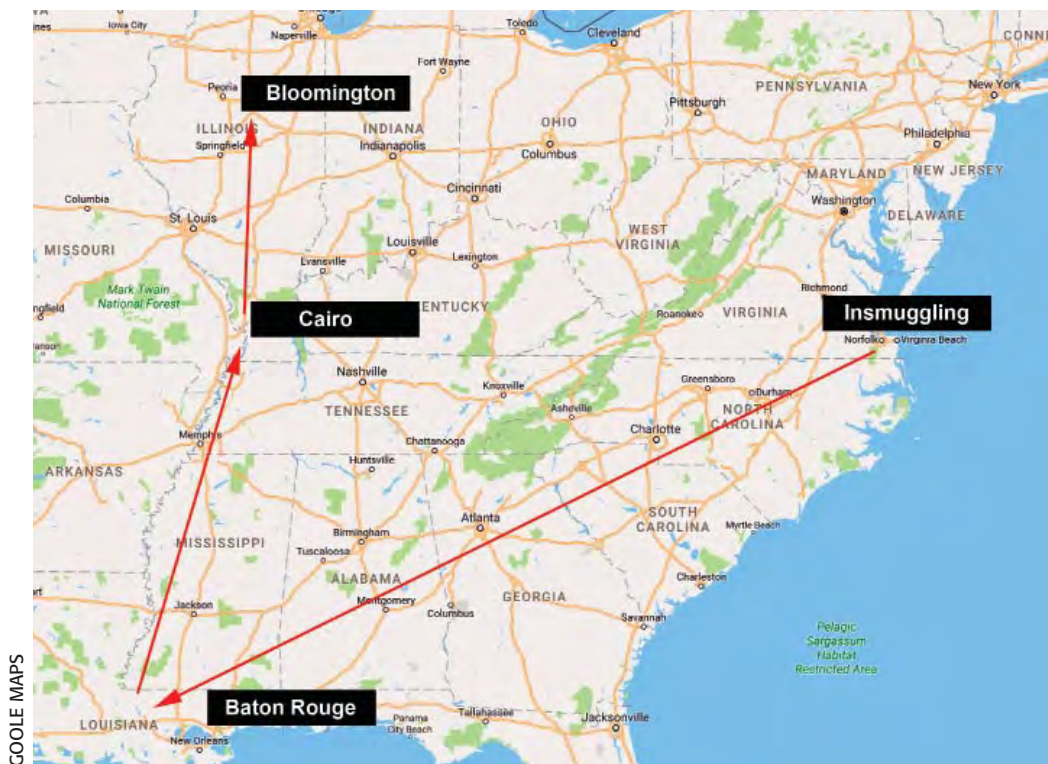 Iowa City
Naperville
Toledo
Cleveland
CONNE
Fort Wayne
Peoria
Bloomington
PENNSYLVANIA
New York
Pittsburgh
ILLINOIS
INDIANA
OHIO
Springfield
Indianapolis
Columbus
Philadelphia
MARYLAND
NEW JERSEY
Cincinnati
Columbia
Washington
St. Louis
DELAWARE
WEST
VIRGINIA
MISSOURI
Louisville
Evansville
Lexington
Mark Twain
National Forest
Richmond
KENTUCKY
Cairo
Roanoke
VIRGINIA
Insmuggling
Norfolk
Virginia Beach
Nashville
Knoxville
Greensboro
Durham
TENNESSEE
Asheville
NORTH
CAROLINA
Memphis
Chattanooga
Charlotte
Huntsville
ARKANSAS
Atlanta
SOUTH
CAROLINA
Birmingham
Myrtle Beach
MISSISSIPPI
Tuscaloosa
ALABAMA
Charleston
Jackson
Montgomery
Columbus
GEORGIA
Savannah
Pelagic
Sargassum
Habitat
Restricted Area
Baton Rouge
LOUISIANA
Panama
City Beach
Tallahassee
Jacksonville
New Orleans
GOOLE MAPS